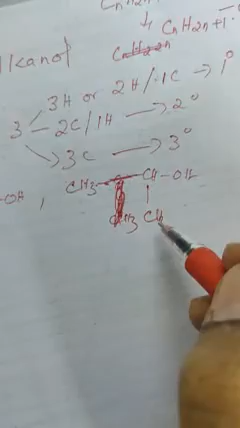 CnH2n+1
Alkanol
3 3H or 2H/1C → 1°
2C/1H → 2°
3C → 3°
-OH, CH3 CH-OH
CH3 CH